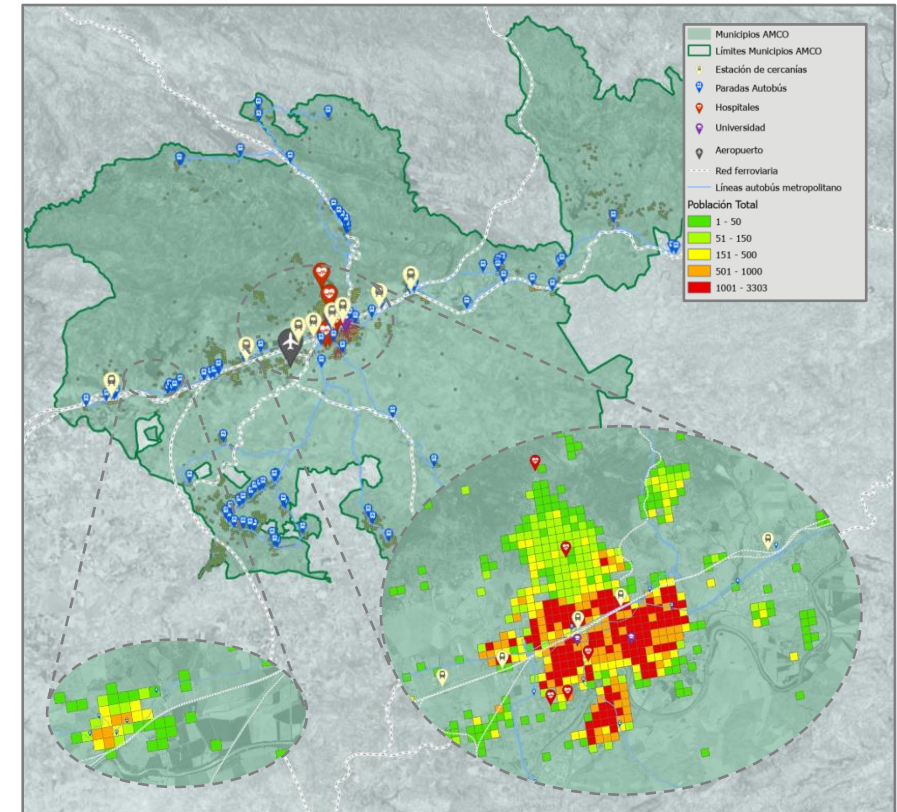 Municipios AMCO
Límites Municipios AMCO
Estación de cercanías
Paradas Autobús
Hospitales
Universidad
Aeropuerto
Red ferroviaria
Líneas autobús metropolitano
Población Total
1 - 50
51 - 150
151 - 500
501 - 1000
1001 - 3303